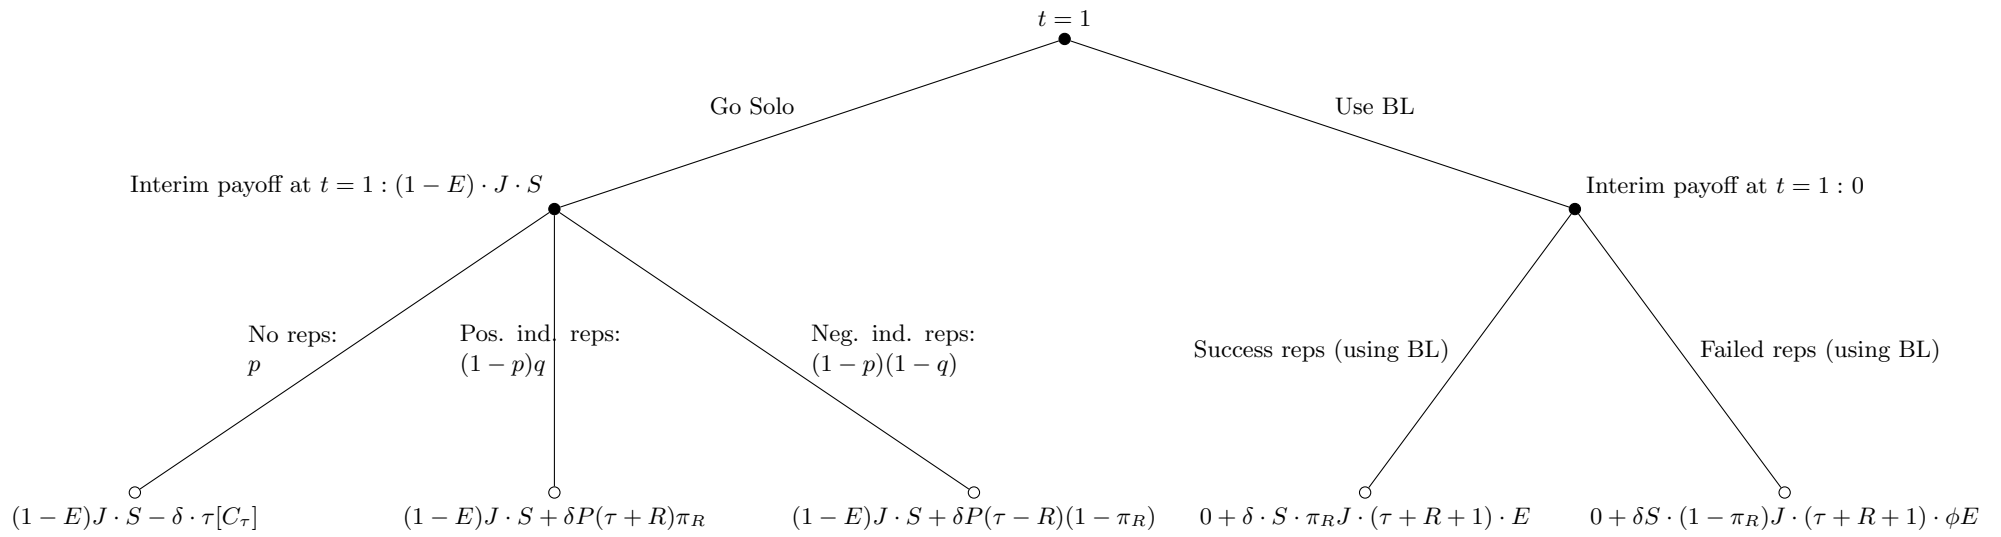 t = 1
Go Solo
Use BL
Interim payoff at t = 1 : (1 − E) · J · S
Interim payoff at t = 1 : 0
No reps:
p
Pos. ind. reps:
(1 − p)q
Neg. ind. reps:
(1 − p)(1 − q)
Success reps (using BL)
Failed reps (using BL)
(1 − E)J · S − δ · τ[C_τ]
(1 − E)J · S + δP(τ + R)π_R
(1 − E)J · S + δP(τ − R)(1 − π_R)
0 + δ · S · π_R J · (τ + R + 1) · E
0 + δS · (1 − π_R)J · (τ + R + 1) · ϕE